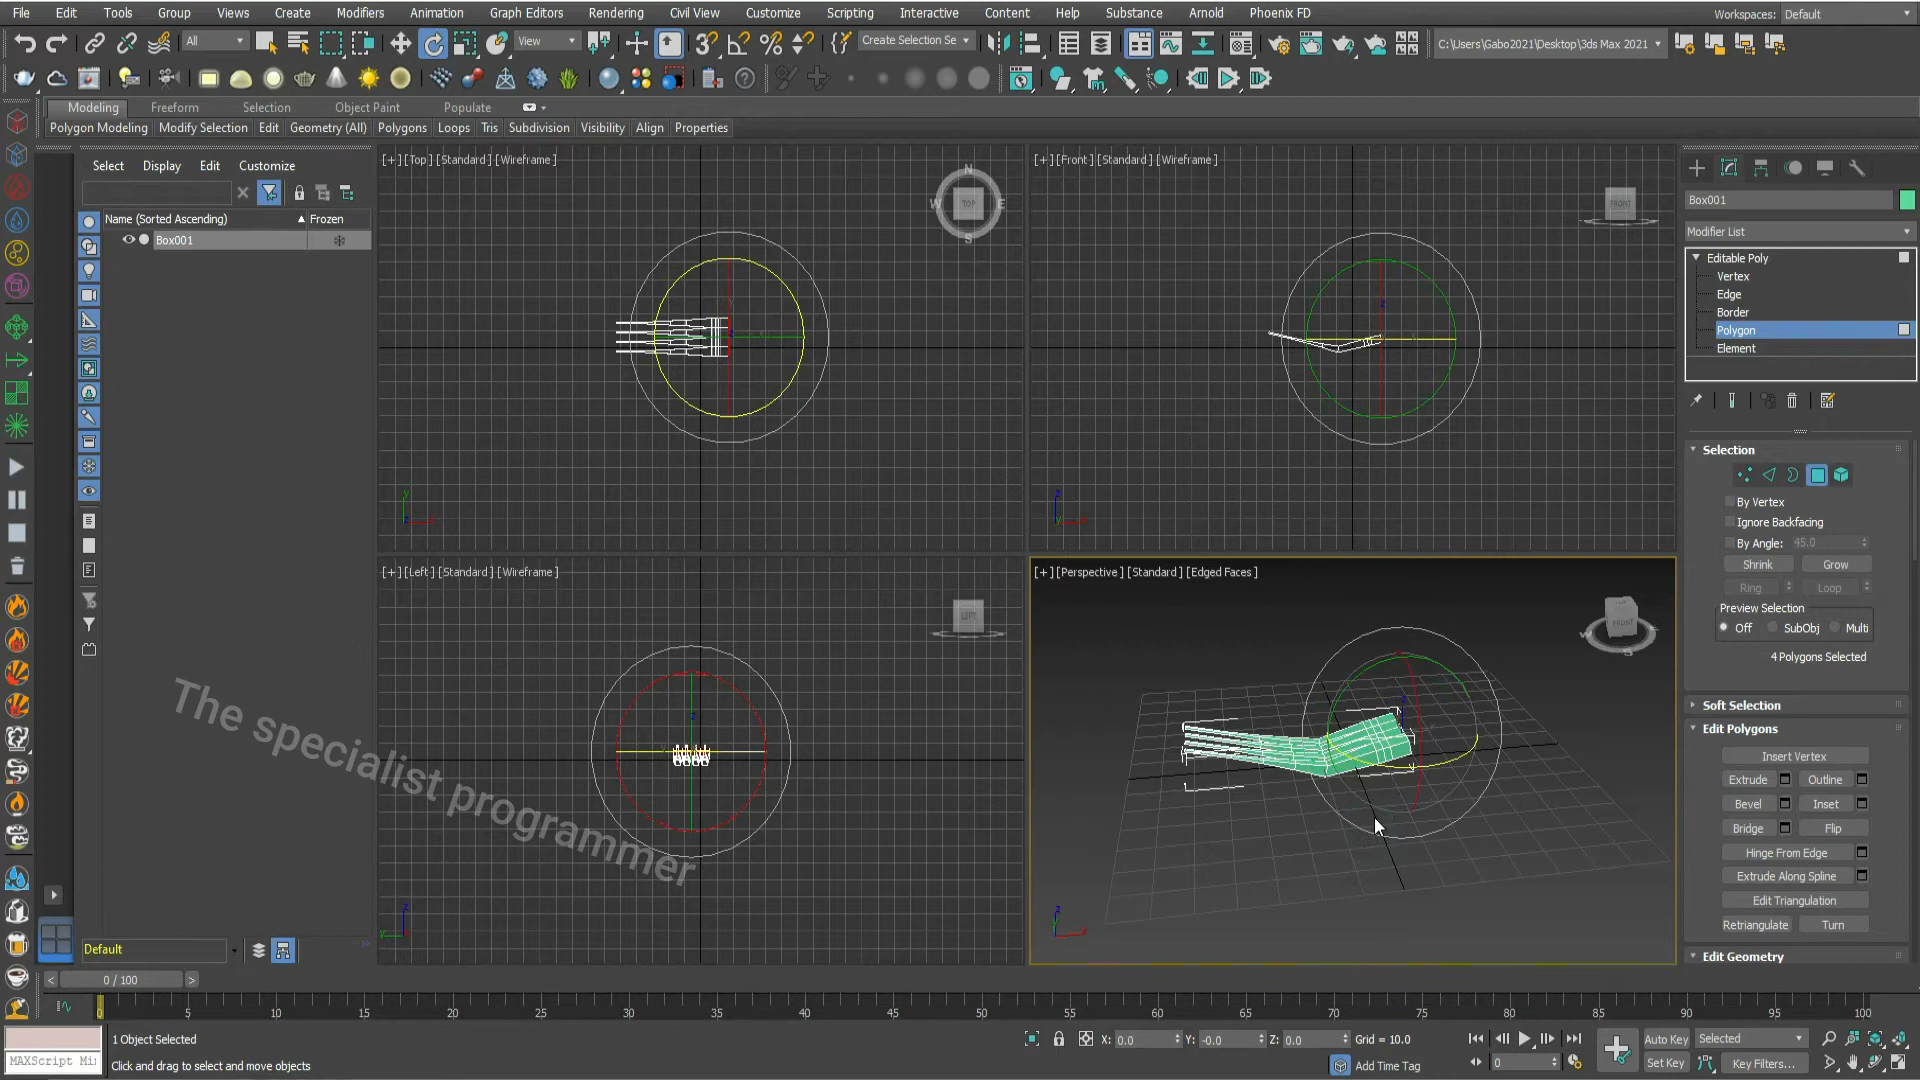 File Edit Tools Group Views Create Modifiers Animation Graph Editors Rendering Civil View Customize Scripting Interactive Content Help Substance Arnold Phoenix FD Workspaces: Default
All View Create Selection Se C:\Users\Gabo2021\Desktop\3ds Max 2021
Modeling Freeform Selection Object Paint Populate
Polygon Modeling Modify Selection Edit Geometry (All) Polygons Loops Tris Subdivision Visibility Align Properties
Select Display Edit Customize
Name (Sorted Ascending) Frozen
Box001
[+][Top][Standard][Wireframe]
N
W TOP E
S
[+][Front][Standard][Wireframe]
FRONT
[+][Left][Standard][Wireframe]
LEFT
[+][Perspective][Standard][Edged Faces]
FRONT
Box001
Modifier List
Editable Poly
Vertex
Edge
Border
Polygon
Element
Selection
By Vertex
Ignore Backfacing
By Angle: 45.0
Shrink Grow
Ring Loop
Preview Selection
Off SubObj Multi
4 Polygons Selected
Soft Selection
Edit Polygons
Insert Vertex
Extrude Outline
Bevel Inset
Bridge Flip
Hinge From Edge
Extrude Along Spline
Edit Triangulation
Retriangulate Turn
Edit Geometry
The specialist programmer
Default
< 0 / 100 >
0 5 10 15 20 25 30 35 40 45 50 55 60 65 70 75 80 85 90 95 100
1 Object Selected X: 0.0 Y: -0.0 Z: 0.0 Grid = 10.0 Auto Key Selected
MAXScript Mi Click and drag to select and move objects Add Time Tag 0 Set Key Key Filters...